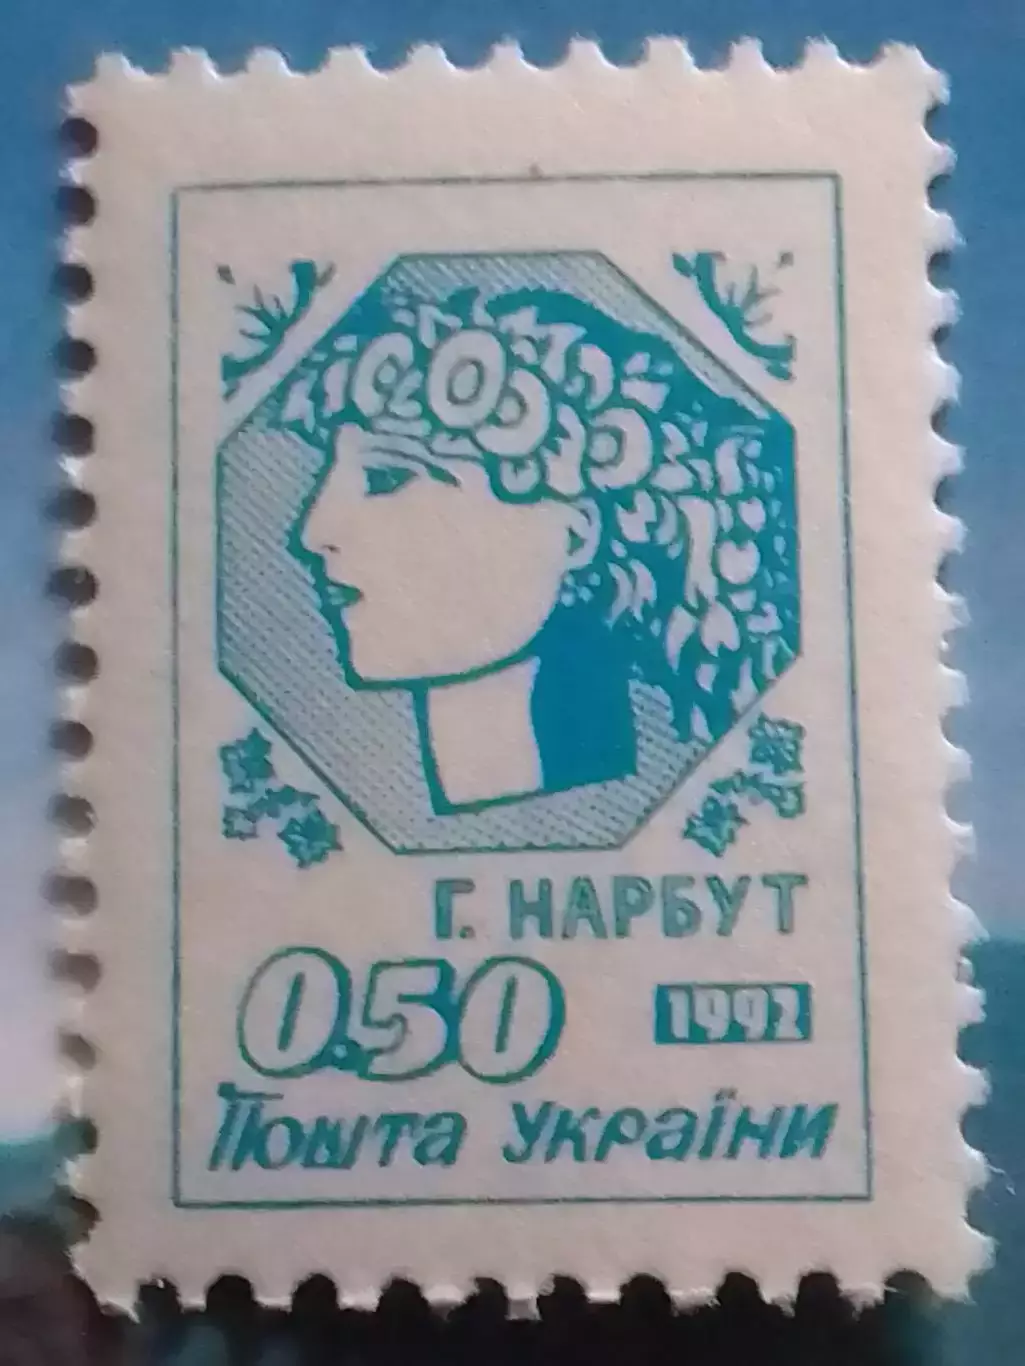 Г. НАРБУТ
0.50 1992
Пошта України